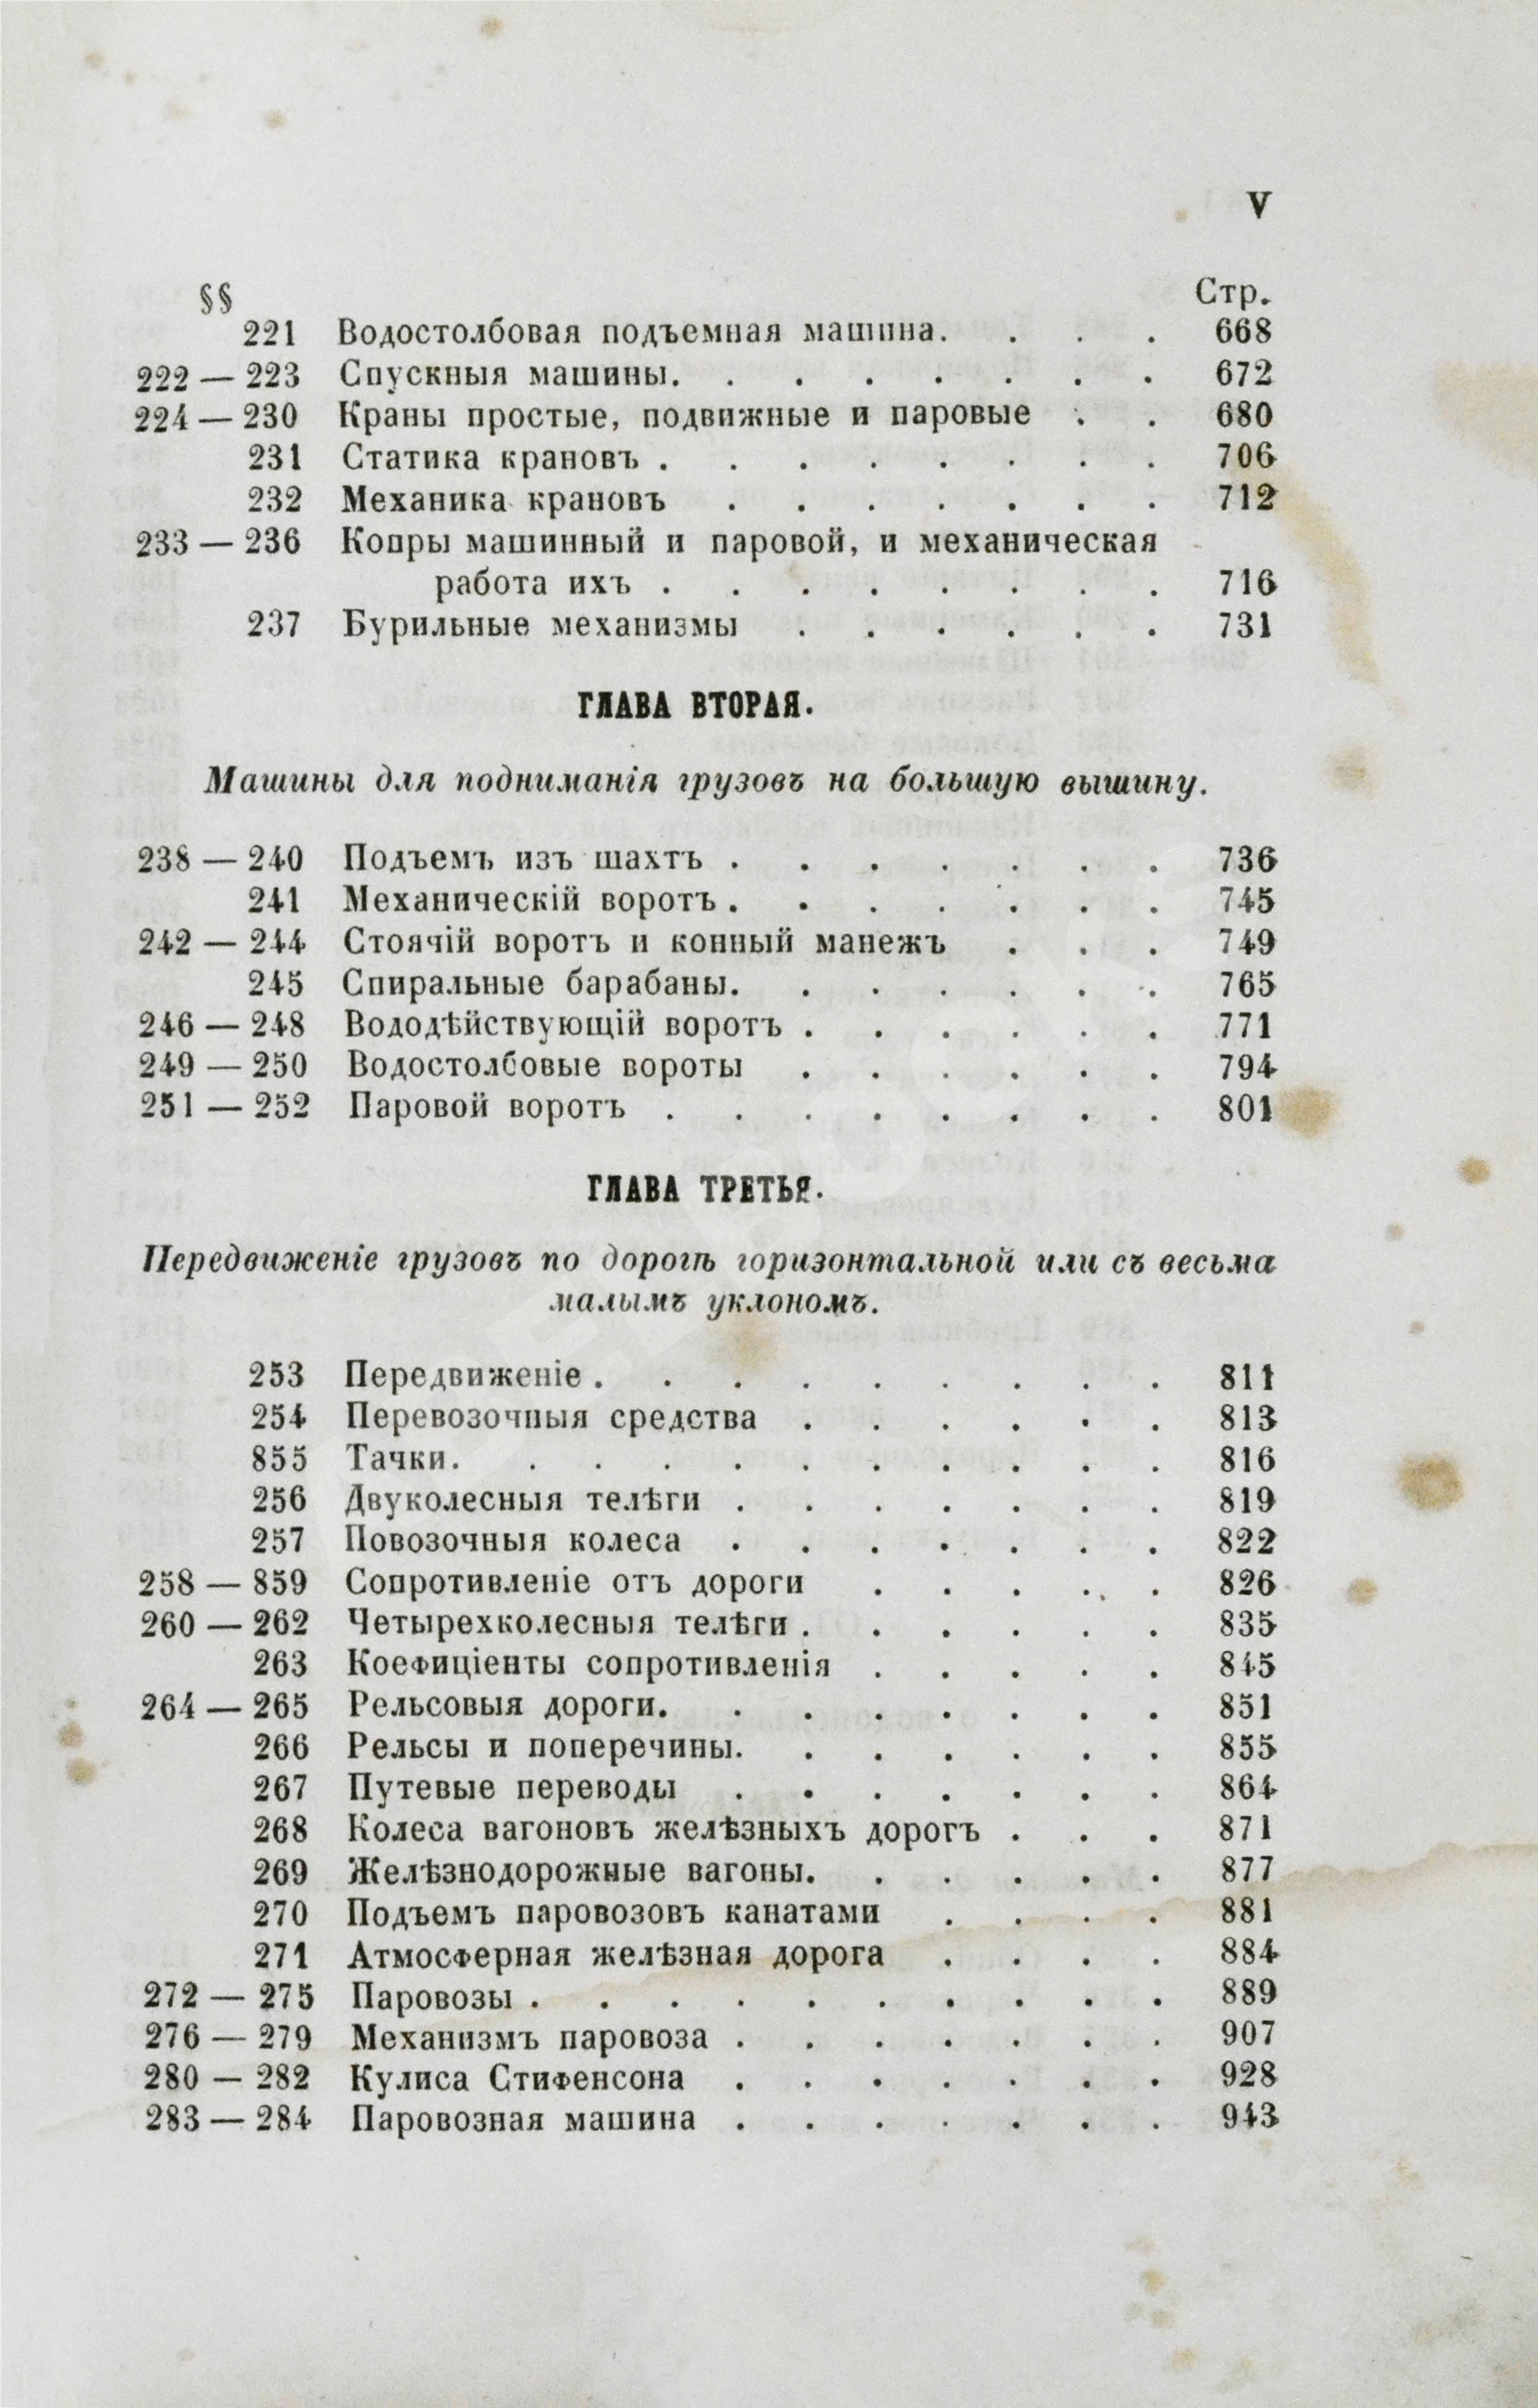 V
§§ Стр.
221 Водостолбовая подъемная машина. . . . 668
222 — 223 Спускныя машины. . . . . . . . 672
224 — 230 Краны простые, подвижные и паровые . . 680
231 Статика крановъ . . . . . . . . 706
232 Механика крановъ . . . . . . . 712
233 — 236 Копры машинный и паровой, и механическая
работа ихъ . . . . . . . . 716
237 Бурильные механизмы . . . . . . 731
ГЛАВА ВТОРАЯ.
Машины для подниманія грузовъ на большую вышину.
238 — 240 Подъемъ изъ шахтъ . . . . . . . 736
241 Механическій воротъ . . . . . . . 745
242 — 244 Стоячій воротъ и конный манежъ . . . 749
245 Спиральные барабаны. . . . . . . 765
246 — 248 Вододѣйствующій воротъ . . . . . . 771
249 — 250 Водостолбовые вороты . . . . . . 794
251 — 252 Паровой воротъ . . . . . . . . 801
ГЛАВА ТРЕТЬЯ.
Передвиженіе грузовъ по дорогѣ горизонтальной или съ весьма
малымъ уклономъ.
253 Передвиженіе . . . . . . . . . 811
254 Перевозочныя средства . . . . . . 813
855 Тачки. . . . . . . . . . . 816
256 Двуколесныя телѣги . . . . . . . 819
257 Повозочныя колеса . . . . . . . 822
258 — 859 Сопротивленіе отъ дороги . . . . . 826
260 — 262 Четырехколесныя телѣги . . . . . . 835
263 Коефиціенты сопротивленія . . . . . 845
264 — 265 Рельсовыя дороги. . . . . . . . 851
266 Рельсы и поперечины. . . . . . . 855
267 Путевые переводы . . . . . . . 864
268 Колеса вагоновъ желѣзныхъ дорогъ . . . 871
269 Желѣзнодорожные вагоны. . . . . . 877
270 Подъемъ паровозовъ канатами . . . . 881
271 Атмосферная желѣзная дорога . . . . 884
272 — 275 Паровозы . . . . . . . . . . 889
276 — 279 Механизмъ паровоза . . . . . . . 907
280 — 282 Кулиса Стифенсона . . . . . . . 928
283 — 284 Паровозная машина . . . . . . . 943